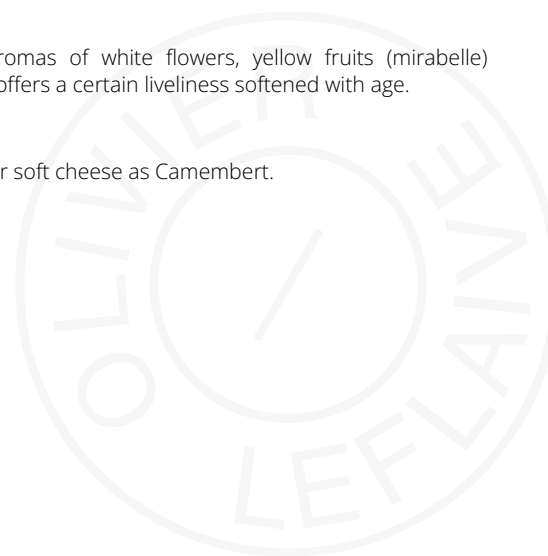 romas of white flowers, yellow fruits (mirabelle)
offers a certain liveliness softened with age.
r soft cheese as Camembert.
OLIVIER LEFLAIVE